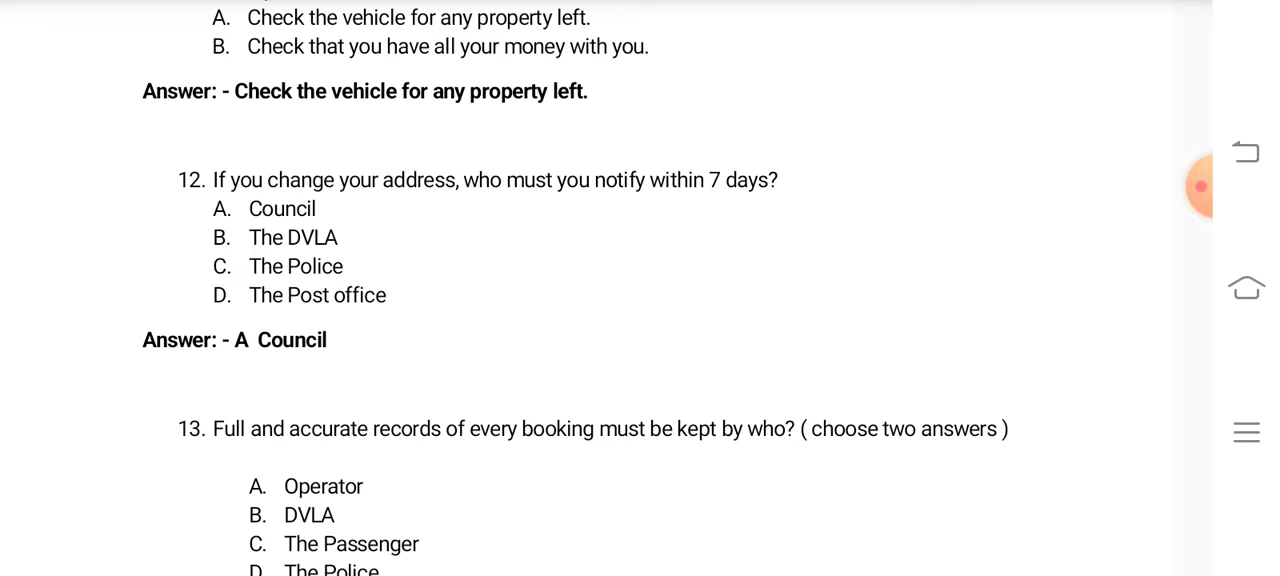 A. Check the vehicle for any property left.
B. Check that you have all your money with you.
Answer: - Check the vehicle for any property left.
12. If you change your address, who must you notify within 7 days?
A. Council
B. The DVLA
C. The Police
D. The Post office
Answer: - A Council
13. Full and accurate records of every booking must be kept by who? ( choose two answers )
A. Operator
B. DVLA
C. The Passenger
D. The Police